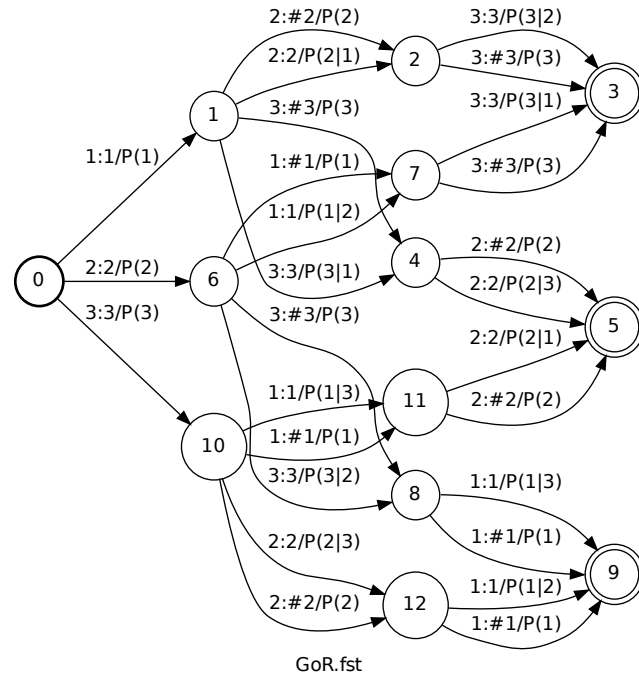 2:#2/P(2)
3:3/P(3|2)
2:2/P(2|1)
2
3:#3/P(3)
3
1
3:#3/P(3)
3:3/P(3|1)
1:1/P(1)
1:#1/P(1)
7
3:#3/P(3)
1:1/P(1|2)
2:#2/P(2)
0
2:2/P(2)
6
3:3/P(3|1)
4
2:2/P(2|3)
3:3/P(3)
3:#3/P(3)
5
2:2/P(2|1)
1:1/P(1|3)
11
2:#2/P(2)
10
1:#1/P(1)
3:3/P(3|2)
8
1:1/P(1|3)
1:#1/P(1)
2:2/P(2|3)
9
2:#2/P(2)
12
1:1/P(1|2)
1:#1/P(1)
GoR.fst